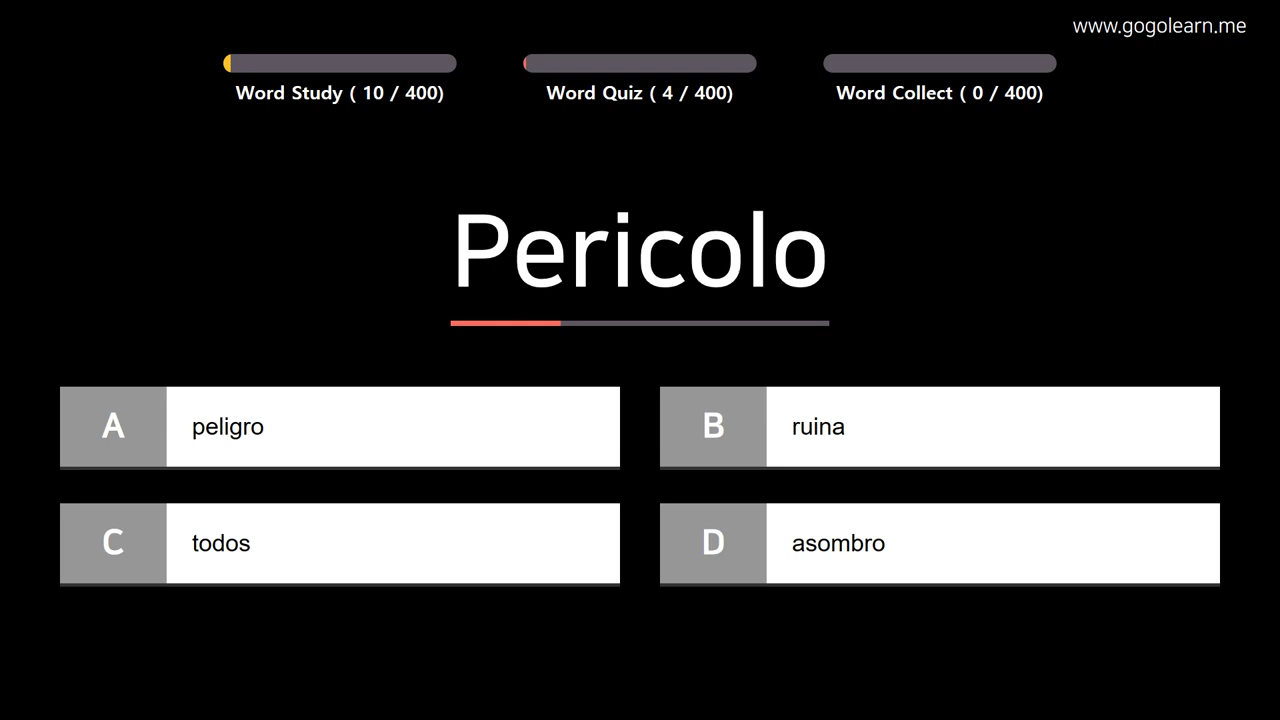 www.gogolearn.me
Word Study ( 10 / 400)
Word Quiz ( 4 / 400)
Word Collect ( 0 / 400)
Pericolo
A peligro
B ruina
C todos
D asombro